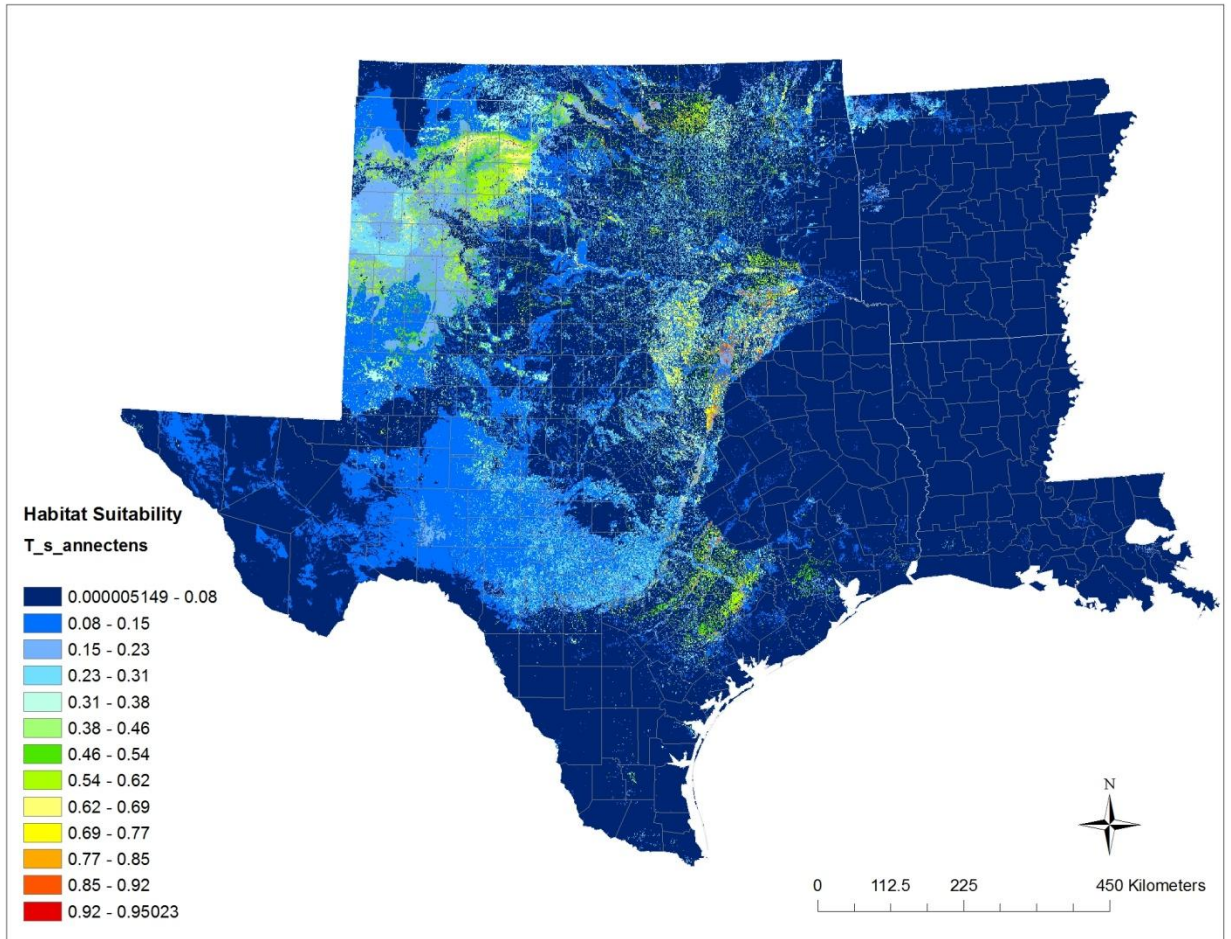 Habitat Suitability
T_s_annectens
0.000005149 - 0.08
0.08 - 0.15
0.15 - 0.23
0.23 - 0.31
0.31 - 0.38
0.38 - 0.46
0.46 - 0.54
0.54 - 0.62
0.62 - 0.69
0.69 - 0.77
0.77 - 0.85
0.85 - 0.92
0.92 - 0.95023
N
0 112.5 225 450 Kilometers